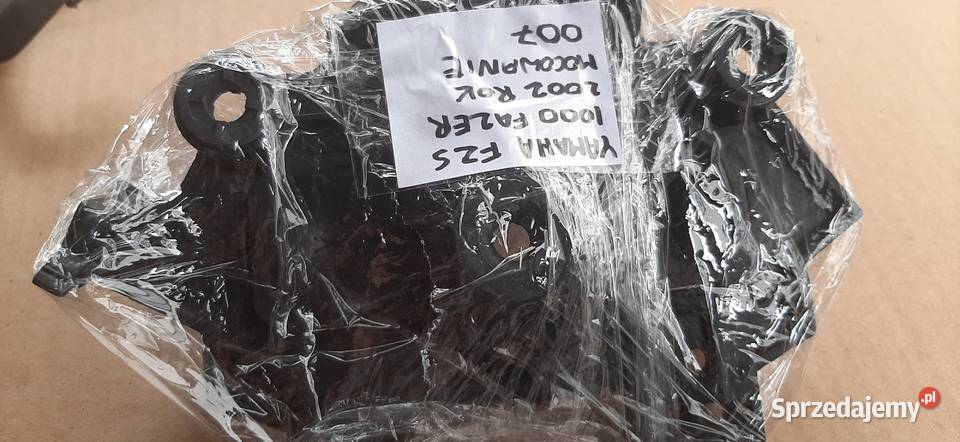 YAMAHA FZS
1000 FAZER
2002 ROK
MOCOWANIE
007
Sprzedajemy.pl